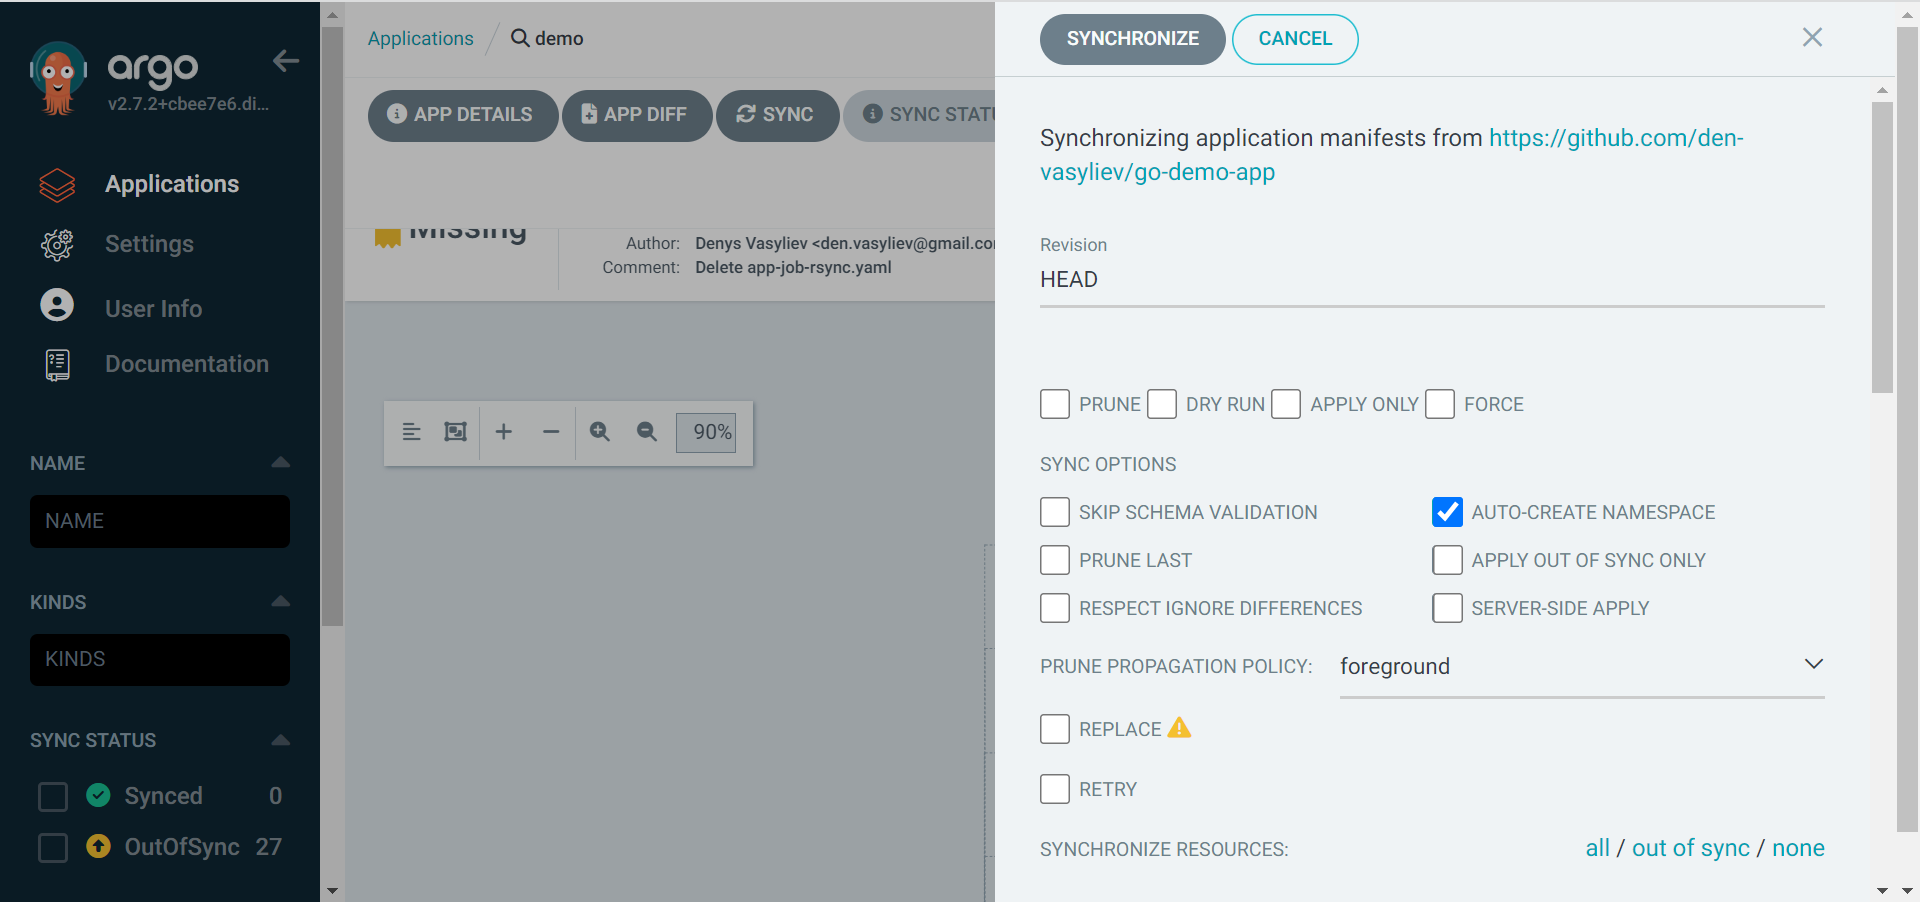 argo
v2.7.2+cbee7e6.di...
Applications
Settings
User Info
Documentation
NAME
NAME
KINDS
KINDS
SYNC STATUS
Synced 0
OutOfSync 27
Applications / demo
APP DETAILS APP DIFF SYNC SYNC STATU
Missing
Author: Denys Vasyliev <den.vasyliev@gmail.co
Comment: Delete app-job-rsync.yaml
90%
SYNCHRONIZE CANCEL
Synchronizing application manifests from https://github.com/den-
vasyliev/go-demo-app
Revision
HEAD
PRUNE DRY RUN APPLY ONLY FORCE
SYNC OPTIONS
SKIP SCHEMA VALIDATION AUTO-CREATE NAMESPACE
PRUNE LAST APPLY OUT OF SYNC ONLY
RESPECT IGNORE DIFFERENCES SERVER-SIDE APPLY
PRUNE PROPAGATION POLICY: foreground
REPLACE
RETRY
SYNCHRONIZE RESOURCES: all / out of sync / none